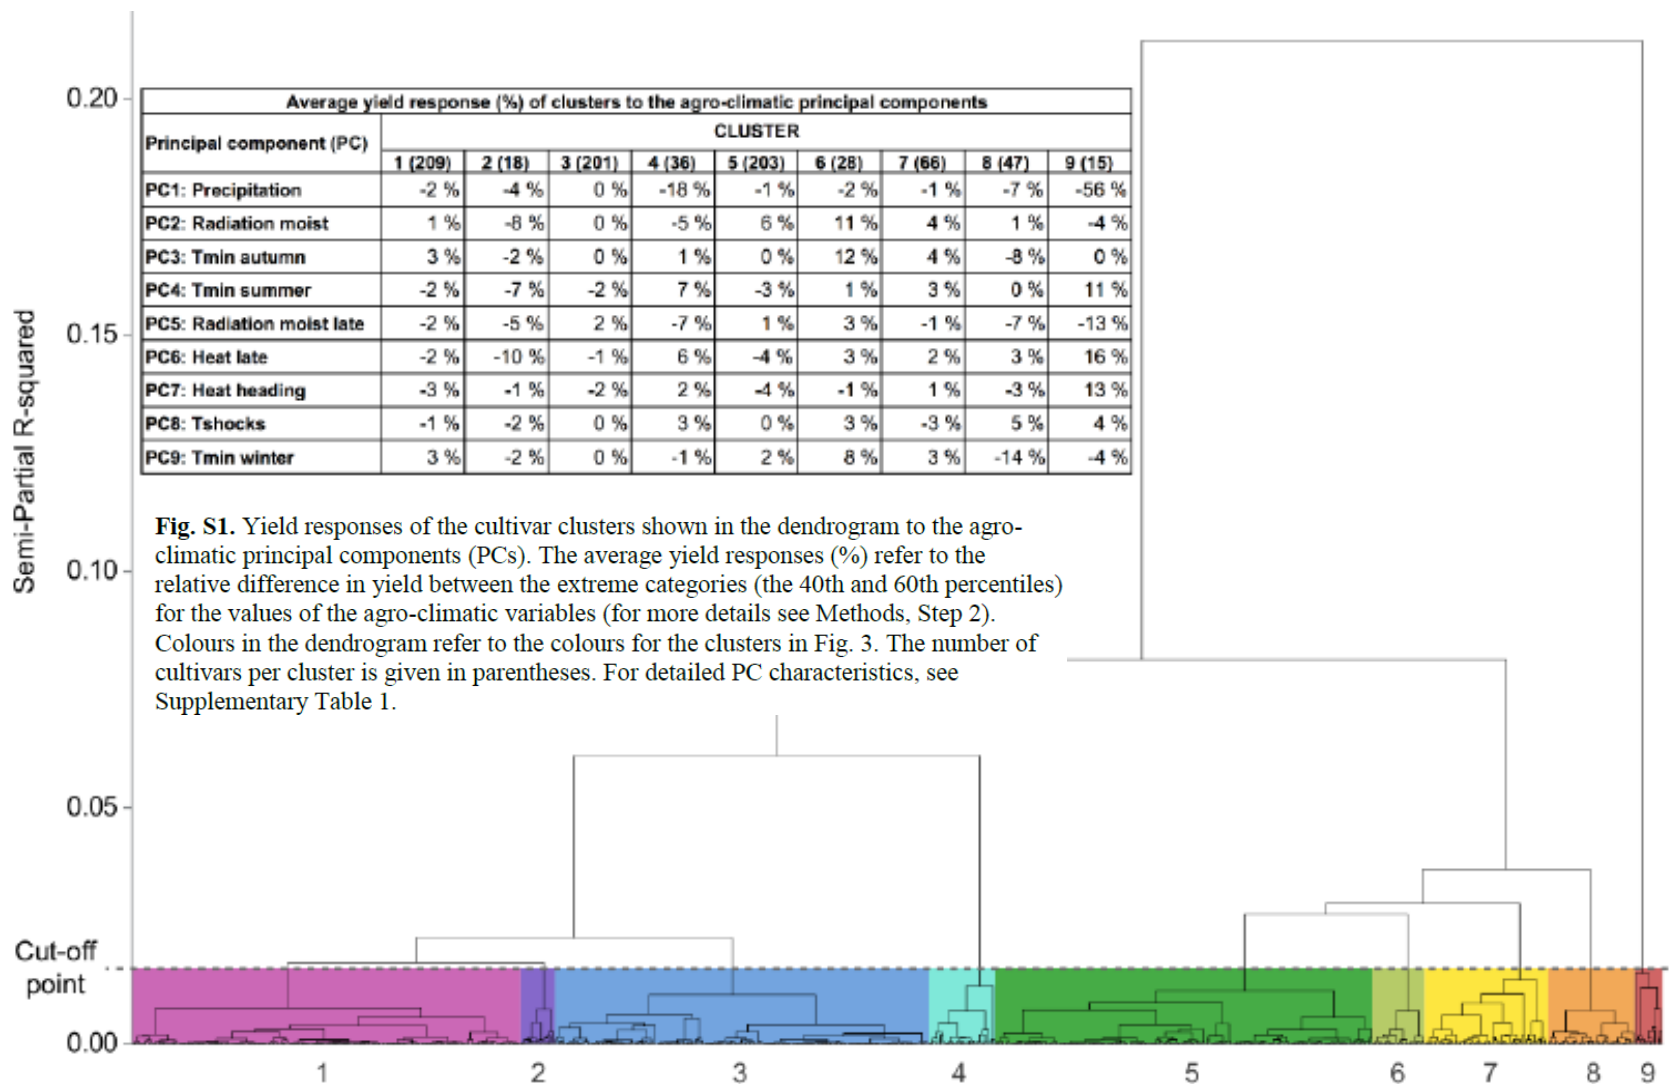 0.20
0.15
0.10
0.05
0.00
Semi-Partial R-squared
Cut-off
point
Average yield response (%) of clusters to the agro-climatic principal components
Principal component (PC) CLUSTER
1 (209) 2 (18) 3 (201) 4 (36) 5 (203) 6 (28) 7 (66) 8 (47) 9 (15)
PC1: Precipitation -2 % -4 % 0 % -18 % -1 % -2 % -1 % -7 % -56 %
PC2: Radiation moist 1 % -8 % 0 % -5 % 6 % 11 % 4 % 1 % -4 %
PC3: Tmin autumn 3 % -2 % 0 % 1 % 0 % 12 % 4 % -8 % 0 %
PC4: Tmin summer -2 % -7 % -2 % 7 % -3 % 1 % 3 % 0 % 11 %
PC5: Radiation moist late -2 % -5 % 2 % -7 % 1 % 3 % -1 % -7 % -13 %
PC6: Heat late -2 % -10 % -1 % 6 % -4 % 3 % 2 % 3 % 16 %
PC7: Heat heading -3 % -1 % -2 % 2 % -4 % -1 % 1 % -3 % 13 %
PC8: Tshocks -1 % -2 % 0 % 3 % 0 % 3 % -3 % 5 % 4 %
PC9: Tmin winter 3 % -2 % 0 % -1 % 2 % 8 % 3 % -14 % -4 %
Fig. S1. Yield responses of the cultivar clusters shown in the dendrogram to the agro-
climatic principal components (PCs). The average yield responses (%) refer to the
relative difference in yield between the extreme categories (the 40th and 60th percentiles)
for the values of the agro-climatic variables (for more details see Methods, Step 2).
Colours in the dendrogram refer to the colours for the clusters in Fig. 3. The number of
cultivars per cluster is given in parentheses. For detailed PC characteristics, see
Supplementary Table 1.
1 2 3 4 5 6 7 8 9